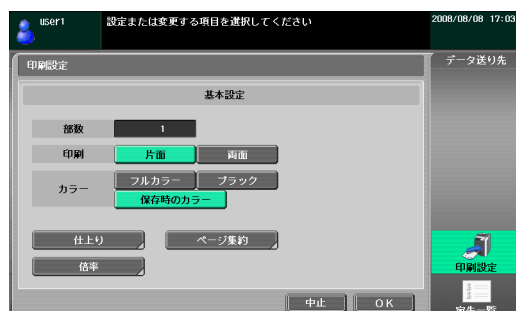 user1
設定または変更する項目を選択してください
2008/08/08 17:03
印刷設定
データ送り先
基本設定
部数 1
印刷 片面 両面
カラー フルカラー ブラック
保存時のカラー
仕上り ページ集約
倍率
印刷設定
中止 OK
宛先一覧